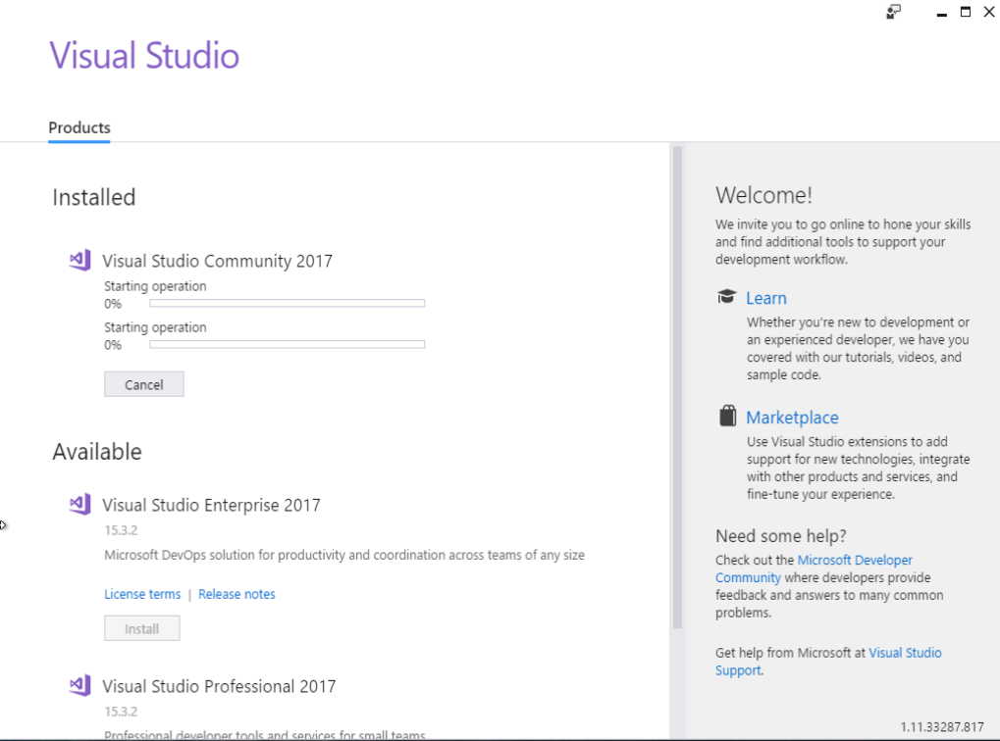 Visual Studio
Products
Installed
Visual Studio Community 2017
Starting operation
0%
Starting operation
0%
Cancel
Available
Visual Studio Enterprise 2017
15.3.2
Microsoft DevOps solution for productivity and coordination across teams of any size
License terms | Release notes
Install
Visual Studio Professional 2017
15.3.2
Professional developer tools and services for small teams
Welcome!
We invite you to go online to hone your skills
and find additional tools to support your
development workflow.
Learn
Whether you're new to development or
an experienced developer, we have you
covered with our tutorials, videos, and
sample code.
Marketplace
Use Visual Studio extensions to add
support for new technologies, integrate
with other products and services, and
fine-tune your experience.
Need some help?
Check out the Microsoft Developer
Community where developers provide
feedback and answers to many common
problems.
Get help from Microsoft at Visual Studio
Support.
1.11.33287.817